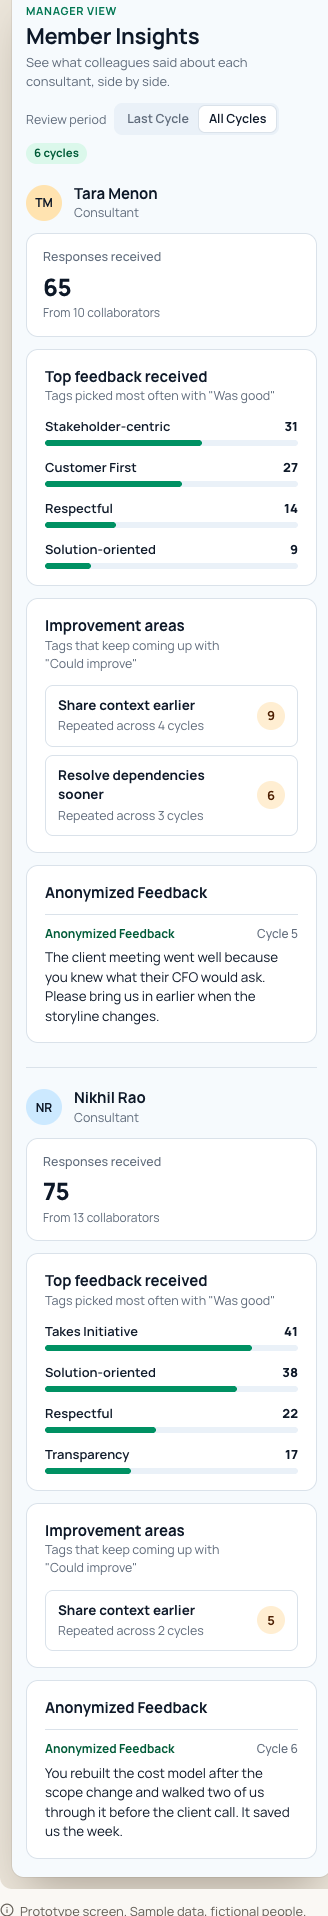 MANAGER VIEW
Member Insights
See what colleagues said about each
consultant, side by side.
Review period
Last Cycle
All Cycles
6 cycles
TM
Tara Menon
Consultant
Responses received
65
From 10 collaborators
Top feedback received
Tags picked most often with "Was good"
Stakeholder-centric 31
Customer First 27
Respectful 14
Solution-oriented 9
Improvement areas
Tags that keep coming up with
"Could improve"
Share context earlier
Repeated across 4 cycles
9
Resolve dependencies
sooner
Repeated across 3 cycles
6
Anonymized Feedback
Anonymized Feedback Cycle 5
The client meeting went well because
you knew what their CFO would ask.
Please bring us in earlier when the
storyline changes.
NR
Nikhil Rao
Consultant
Responses received
75
From 13 collaborators
Top feedback received
Tags picked most often with "Was good"
Takes Initiative 41
Solution-oriented 38
Respectful 22
Transparency 17
Improvement areas
Tags that keep coming up with
"Could improve"
Share context earlier
Repeated across 2 cycles
5
Anonymized Feedback
Anonymized Feedback Cycle 6
You rebuilt the cost model after the
scope change and walked two of us
through it before the client call. It saved
us the week.
Prototype screen. Sample data, fictional people.